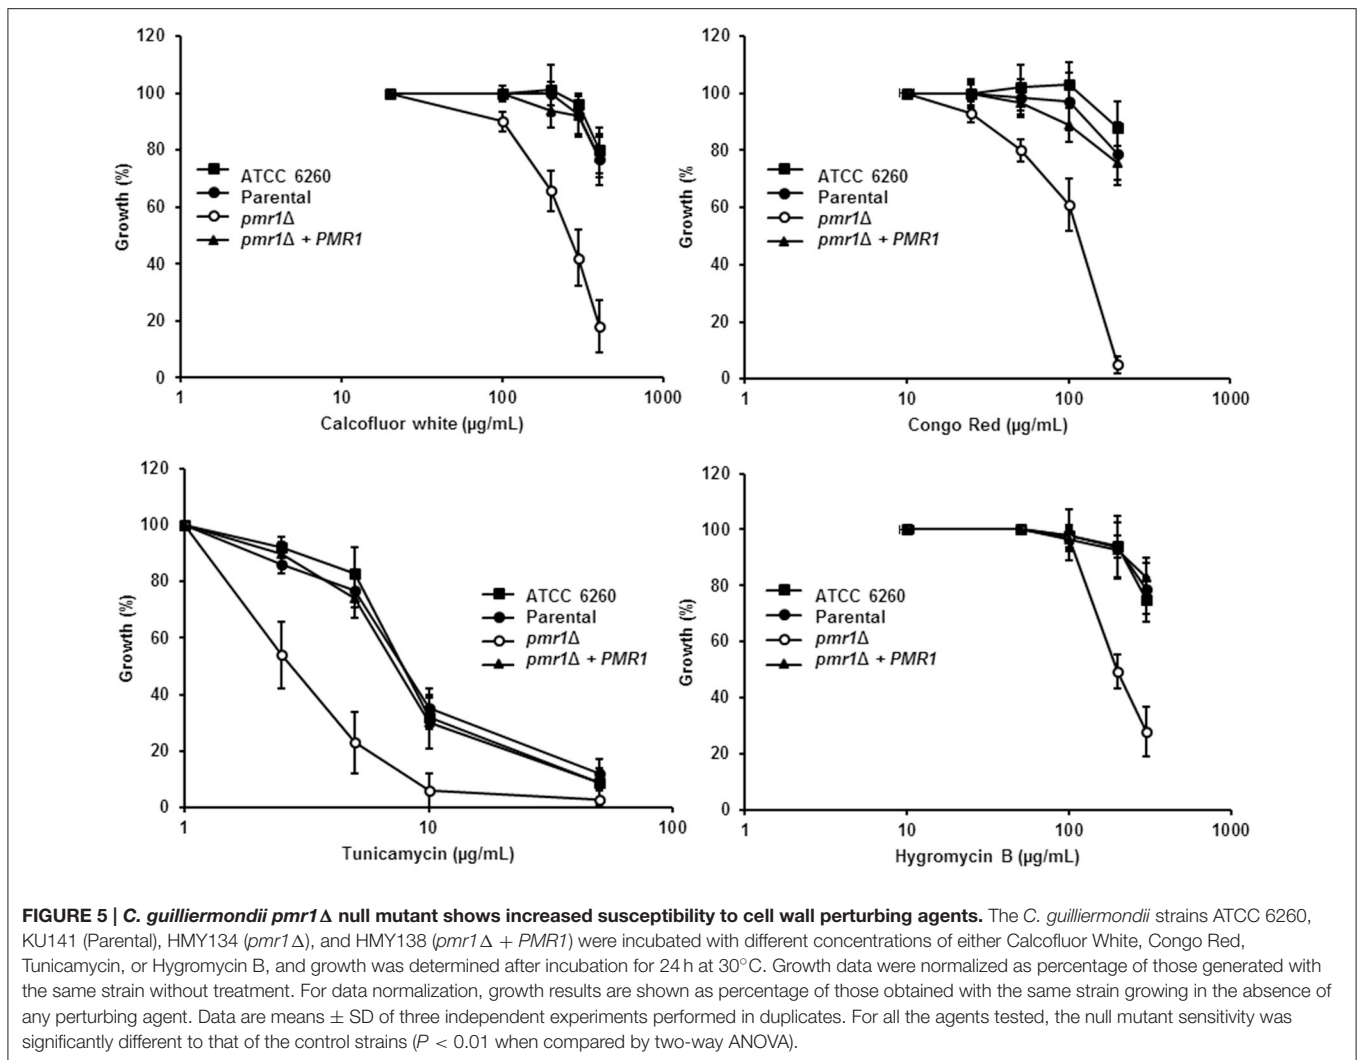 120
100
80
60
40
20
0
Growth (%)
ATCC 6260
Parental
pmr1Δ
pmr1Δ + PMR1
1
10
100
1000
Calcofluor white (µg/mL)
120
100
80
60
40
20
0
Growth (%
ATCC 6260
Parental
pmr1Δ
pmr1Δ + PMR1
1
10
100
1000
Congo Red (µg/mL)
120
100
80
60
40
20
0
Growth (%)
ATCC 6260
Parental
pmr1Δ
pmr1Δ + PMR1
1
10
100
Tunicamycin (µg/mL)
120
100
80
60
40
20
0
Growth (%)
ATCC 6260
Parental
pmr1Δ
pmr1Δ + PMR1
1
10
100
1000
Hygromycin B (µg/mL)
FIGURE 5 | C. guilliermondii pmr1Δ null mutant shows increased susceptibility to cell wall perturbing agents. The C. guilliermondii strains ATCC 6260,
KU141 (Parental), HMY134 (pmr1Δ), and HMY138 (pmr1Δ + PMR1) were incubated with different concentrations of either Calcofluor White, Congo Red,
Tunicamycin, or Hygromycin B, and growth was determined after incubation for 24 h at 30°C. Growth data were normalized as percentage of those generated with
the same strain without treatment. For data normalization, growth results are shown as percentage of those obtained with the same strain growing in the absence of
any perturbing agent. Data are means ± SD of three independent experiments performed in duplicates. For all the agents tested, the null mutant sensitivity was
significantly different to that of the control strains (P < 0.01 when compared by two-way ANOVA).